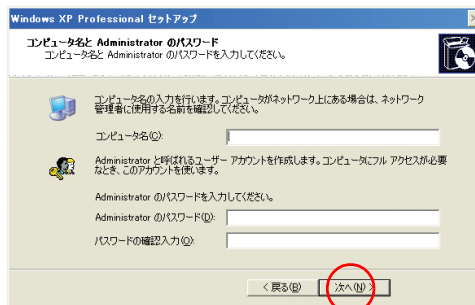 Windows XP Professional セットアップ
コンピュータ名と Administrator のパスワード
コンピュータ名と Administrator のパスワードを入力してください。
コンピュータ名の入力を行います。コンピュータがネットワーク上にある場合は、ネットワーク
管理者に使用する名前を確認してください。
コンピュータ名(C):
Administrator と呼ばれるユーザー アカウントを作成します。コンピュータにフル アクセスが必要
なとき、このアカウントを使います。
Administrator のパスワードを入力してください。
Administrator のパスワード(D):
パスワードの確認入力(O):
< 戻る(B)
次へ(N) >